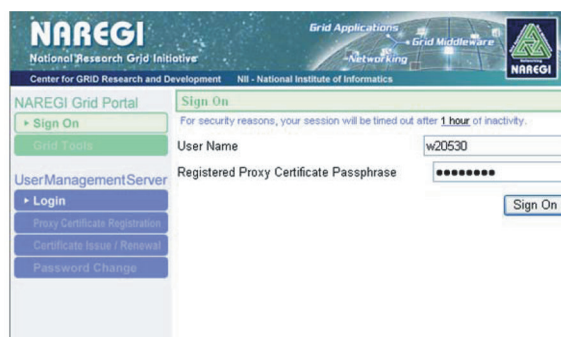 NAREGI
National Research Grid Initiative
Grid Applications
Grid Middleware
Networking
NAREGI
Center for GRID Research and Development NII - National Institute of Informatics
NAREGI Grid Portal
Sign On
Grid Tools
UserManagementServer
Login
Proxy Certificate Registration
Certificate Issue / Renewal
Password Change
Sign On
For security reasons, your session will be timed out after 1 hour of inactivity.
User Name w20530
Registered Proxy Certificate Passphrase ●●●●●●●●
Sign On